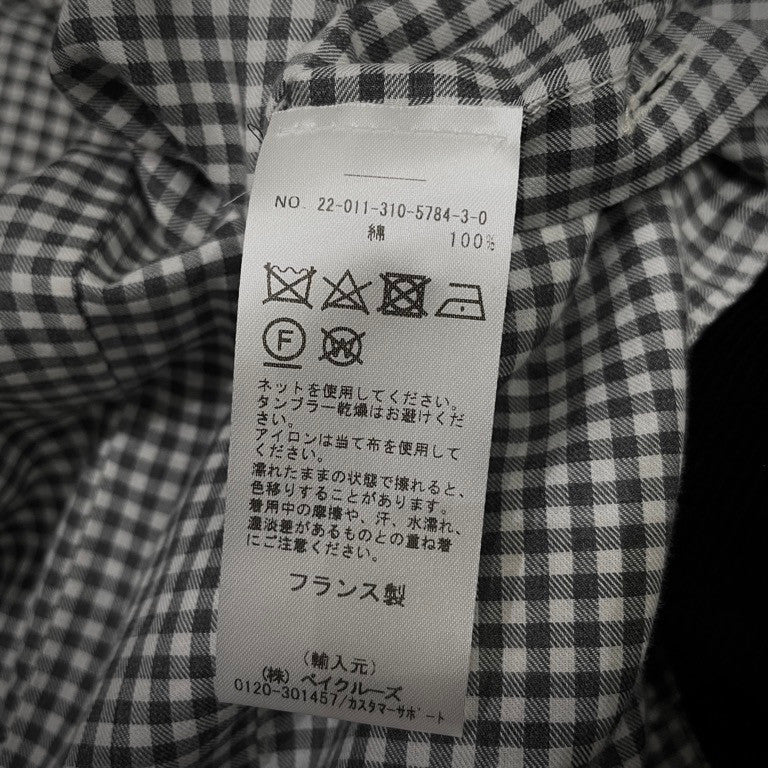 NO. 22-011-310-5784-3-0
綿 100%
F
W
ネットを使用してください。
タンブラー乾燥はお避けくだ
さい。
アイロンは当て布を使用して
ください。
濡れたままの状態で擦れると、
色移りすることがあります。
着用中の摩擦や、汗、水濡れ、
濃淡差があるものとの重ね着
にご注意ください。
フランス製
(輸入元)
(株) ベイクルーズ
0120-301457/カスタマーサポート